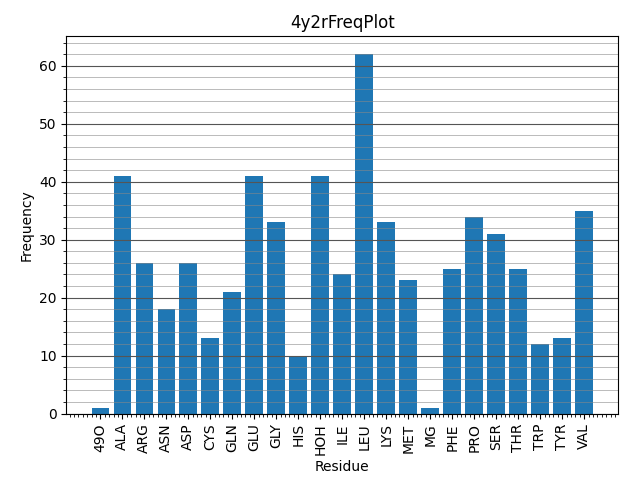 4y2rFreqPlot
Frequency
60
50
40
30
20
10
0
49O
ALA
ARG
ASN
ASP
CYS
GLN
GLU
GLY
HIS
HOH
ILE
LEU
LYS
MET
MG
PHE
PRO
SER
THR
TRP
TYR
VAL
Residue